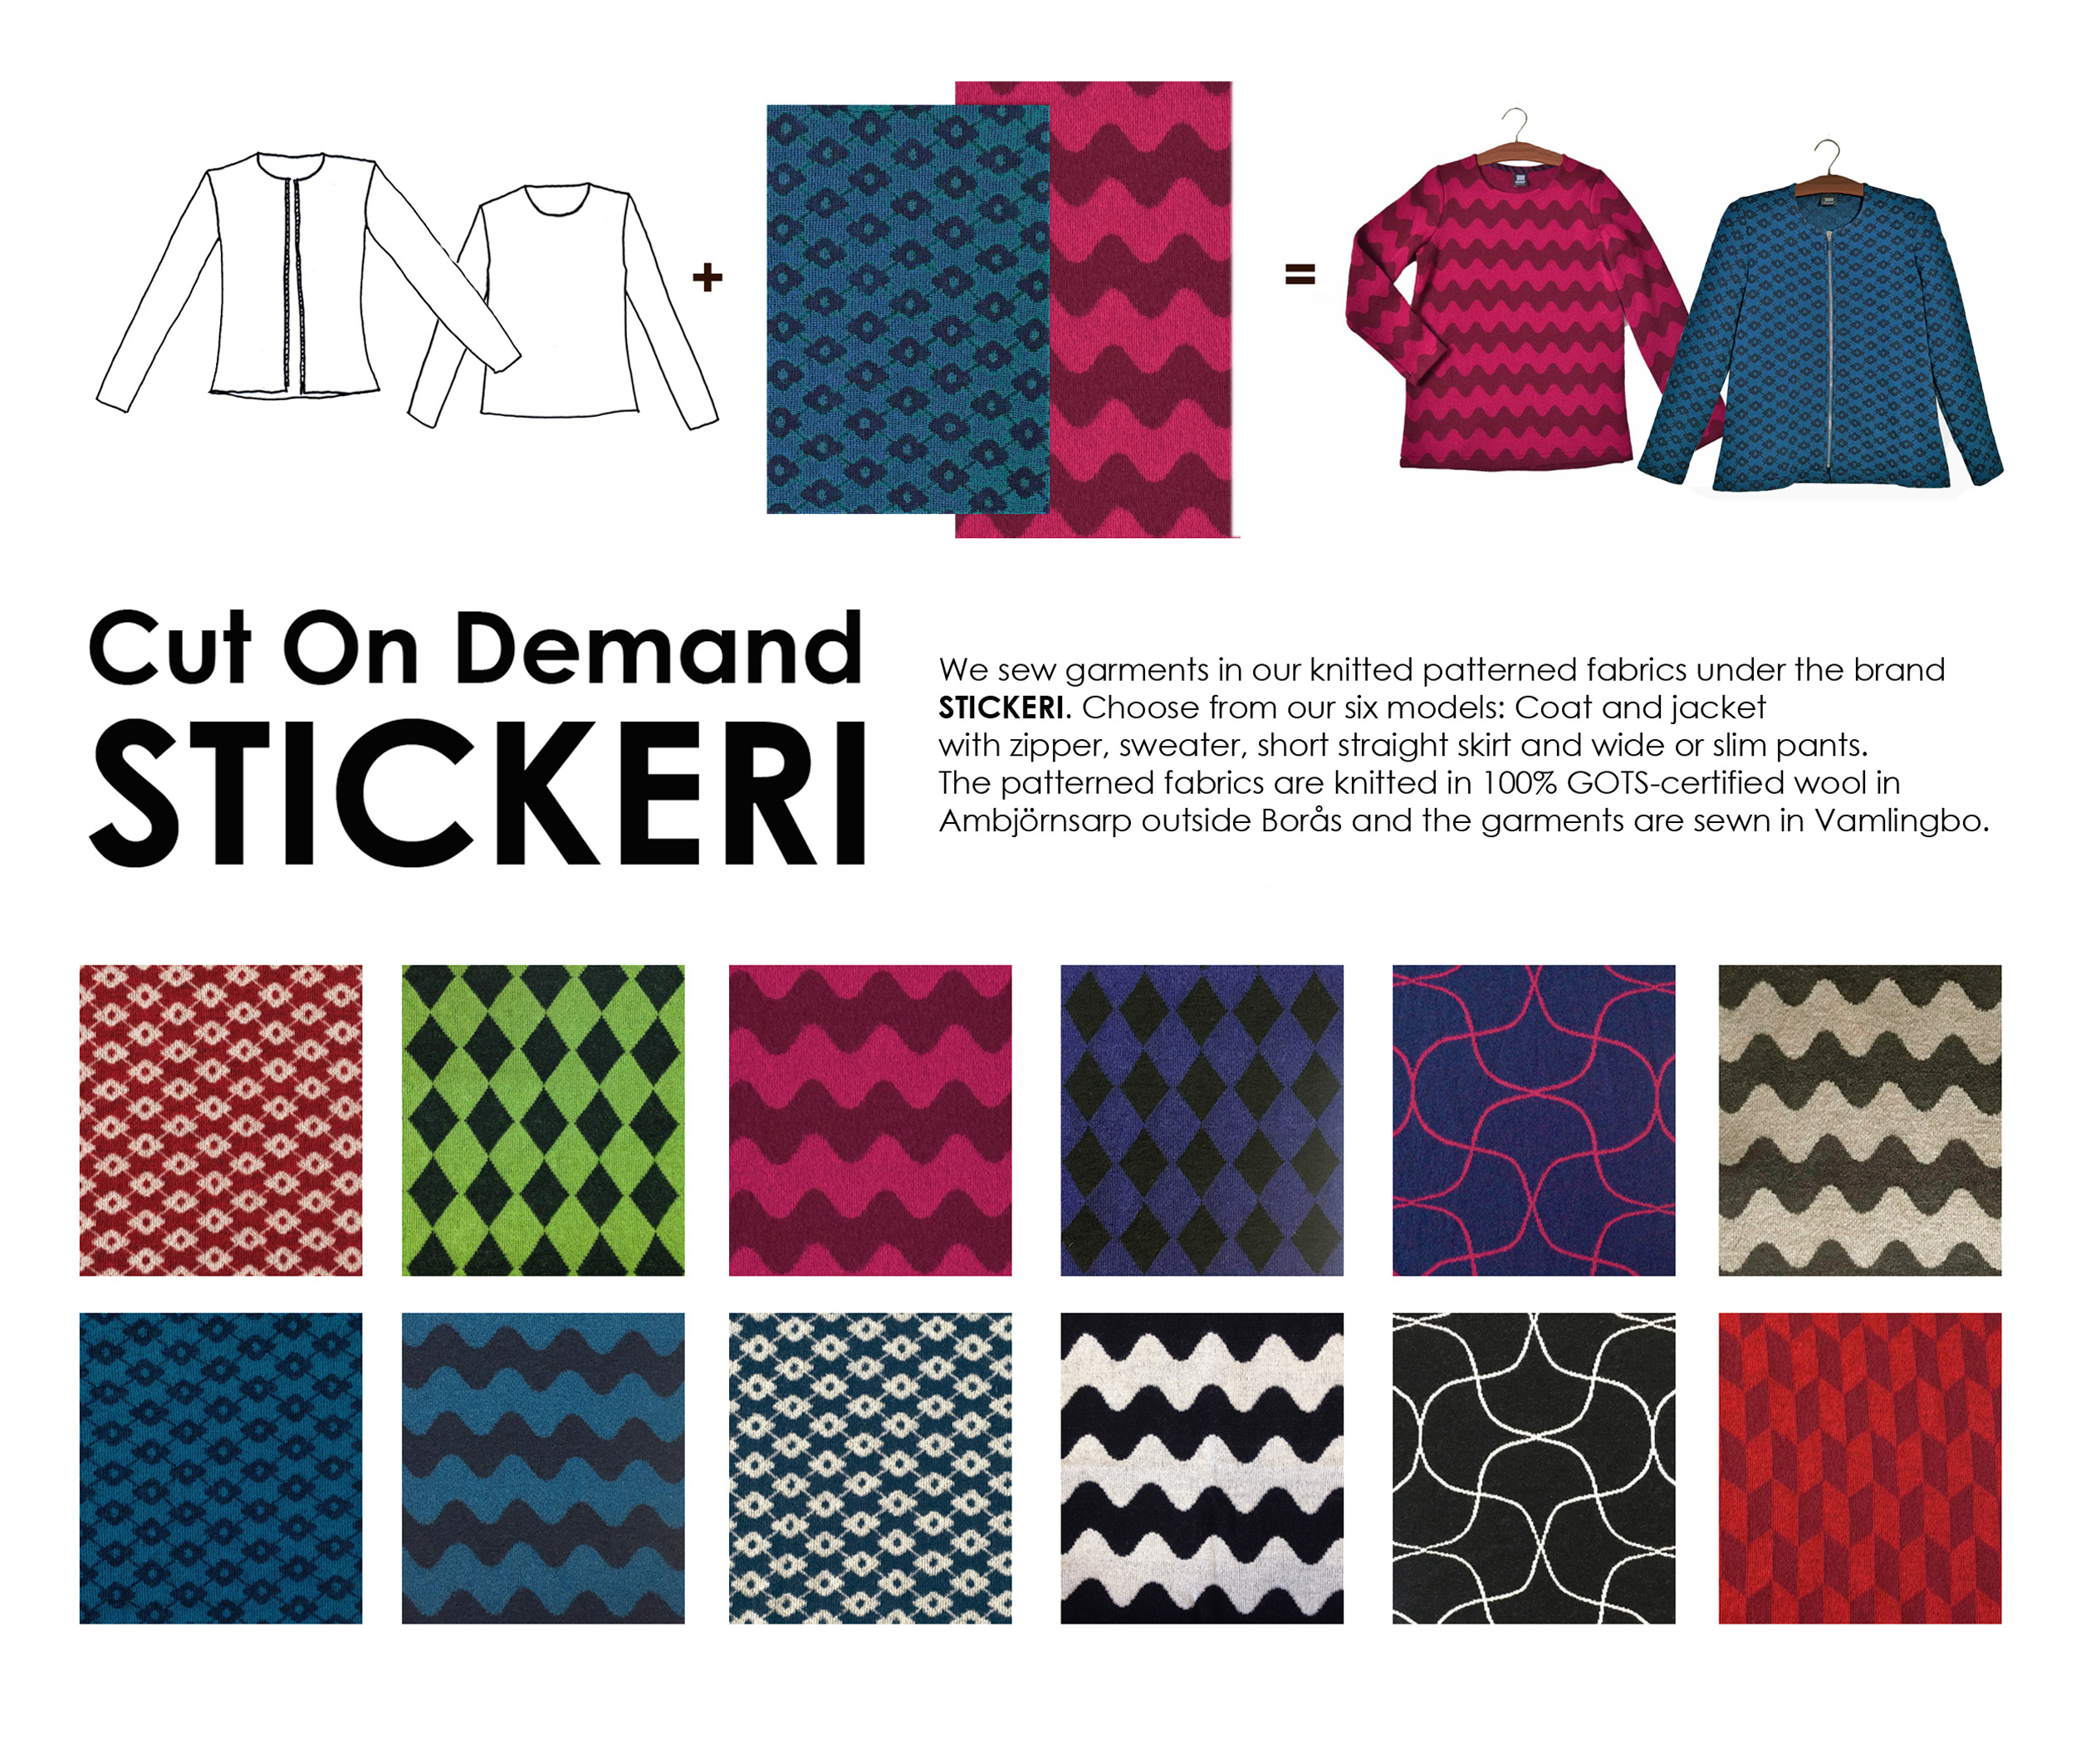 +
=
Cut On Demand
STICKERI
We sew garments in our knitted patterned fabrics under the brand
STICKERI. Choose from our six models: Coat and jacket
with zipper, sweater, short straight skirt and wide or slim pants.
The patterned fabrics are knitted in 100% GOTS-certified wool in
Ambjörnsarp outside Borås and the garments are sewn in Vamlingbo.